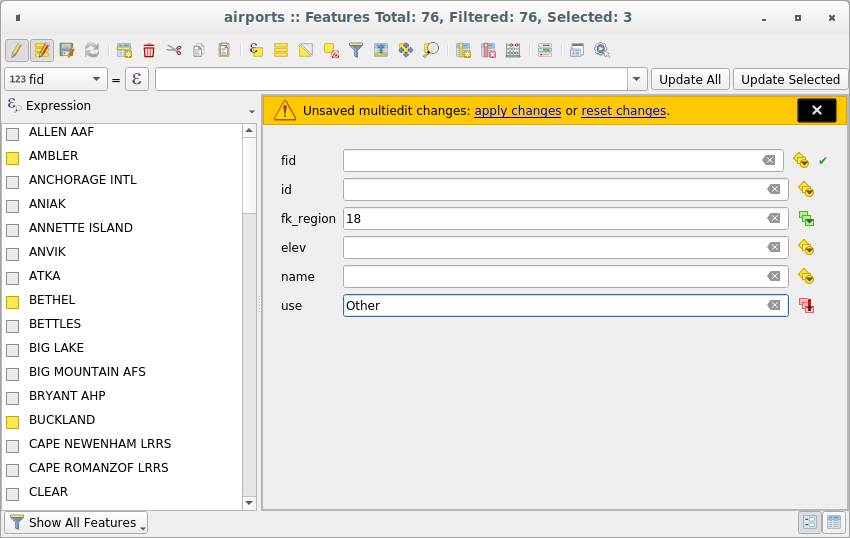 airports :: Features Total: 76, Filtered: 76, Selected: 3
123 fid = ε Update All Update Selected
Expression
Unsaved multiedit changes: apply changes or reset changes.
ALLEN AAF
AMBLER
ANCHORAGE INTL
ANIAK
ANNETTE ISLAND
ANVIK
ATKA
BETHEL
BETTLES
BIG LAKE
BIG MOUNTAIN AFS
BRYANT AHP
BUCKLAND
CAPE NEWENHAM LRRS
CAPE ROMANZOF LRRS
CLEAR
fid
id
fk_region 18
elev
name
use Other
Show All Features